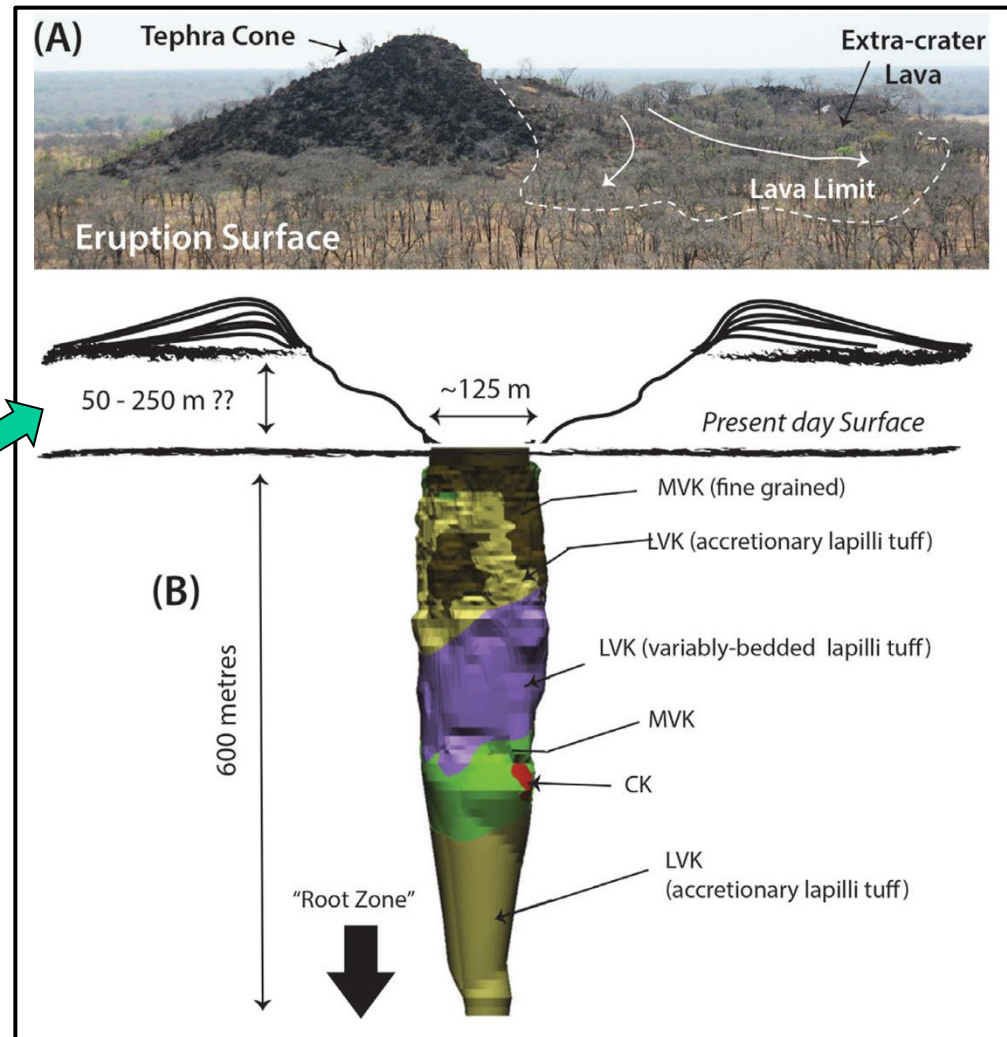 (A)
Tephra Cone
Extra-crater
Lava
Lava Limit
Eruption Surface
50 - 250 m ??
~125 m
Present day Surface
MVK (fine grained)
LVK (accretionary lapilli tuff)
(B)
600 metres
LVK (variably-bedded lapilli tuff)
MVK
CK
LVK
(accretionary lapilli tuff)
"Root Zone"